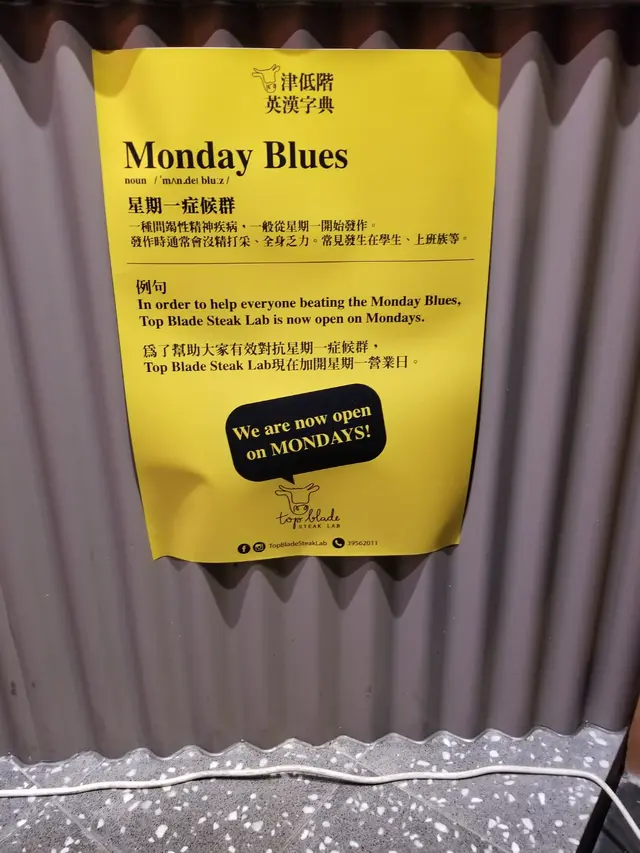 津低階
英漢字典
Monday Blues
noun /ˈmʌn.deɪ bluːz/
星期一症候群
一種間竭性精神疾病，一般從星期一開始發作。
發作時通常會沒精打采、全身乏力。常見發生在學生、上班族等。
例句
In order to help everyone beating the Monday Blues,
Top Blade Steak Lab is now open on Mondays.
爲了幫助大家有效對抗星期一症候群，
Top Blade Steak Lab現在加開星期一營業日。
We are now open
on MONDAYS!
top blade
STEAK LAB
TopBladeSteakLab 39562011